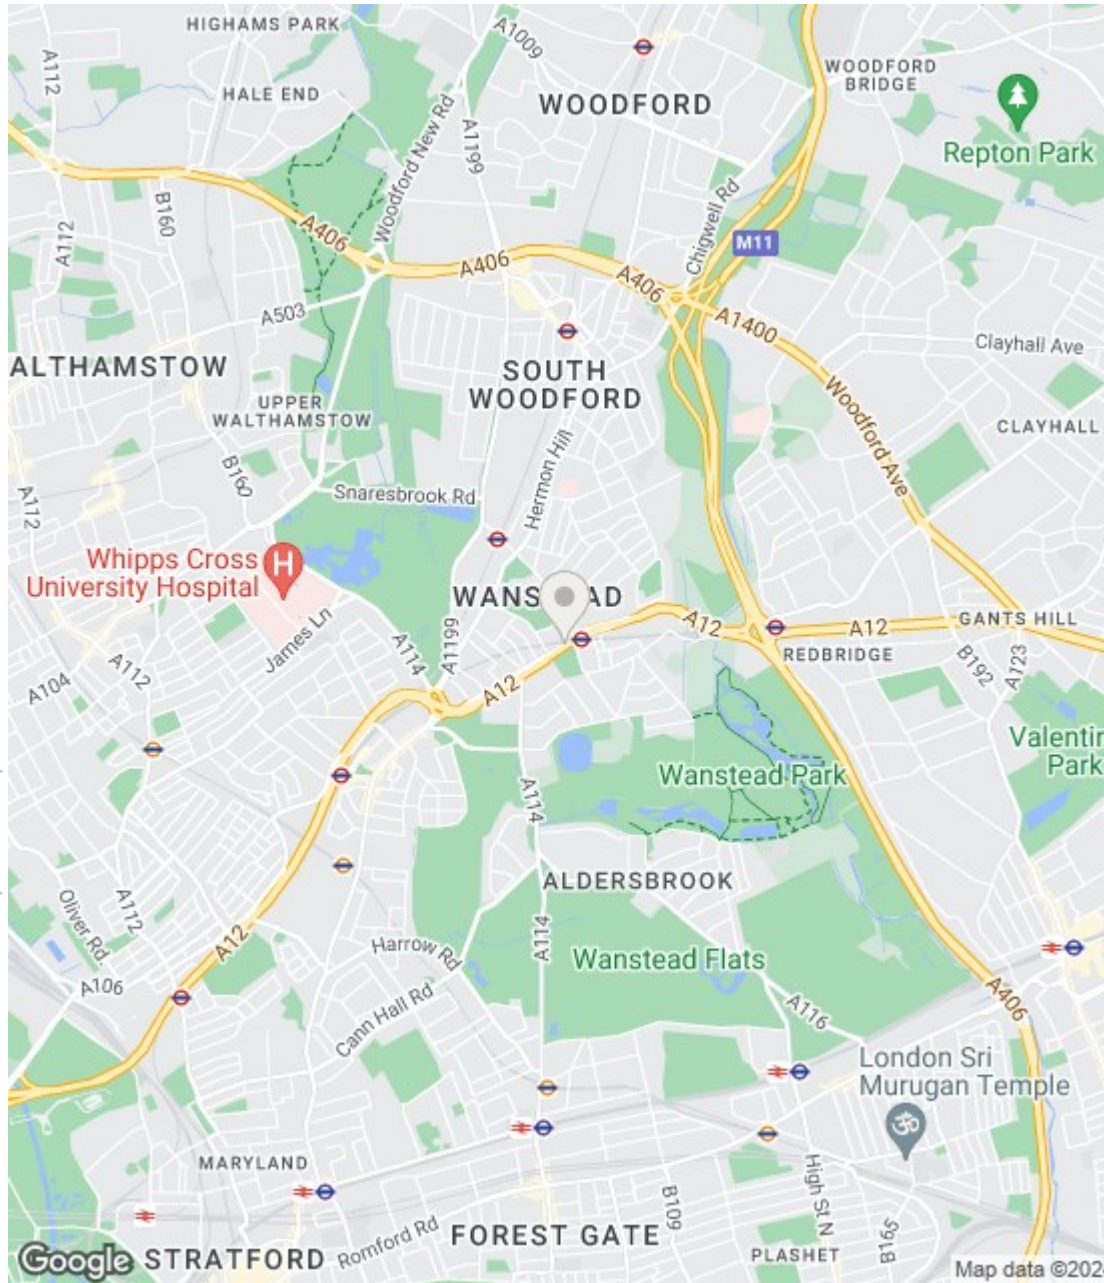 HIGHAMS PARK
A1009
A112
HALE END
WOODFORD
WOODFORD
BRIDGE
Repton Park
Woodford New Rd
A1199
B160
A112
A406
A406
Chigwell Rd
M11
A406
A1400
A503
Clayhall Ave
ALTHAMSTOW
SOUTH
WOODFORD
UPPER
WALTHAMSTOW
Woodford Ave
CLAYHALL
B160
A112
Snaresbrook Rd
Hermon Hill
Whipps Cross
University Hospital
H
WANS AD
A12
A12
GANTS HILL
James Ln
A114
A1199
REDBRIDGE
B192
A123
A112
A104
A12
Valentin
Park
Wanstead Park
A114
ALDERSBROOK
Oliver Rd.
A112
A12
Harrow Rd
A114
Wanstead Flats
A106
Cann Hall Rd
A116
A406
London Sri
Murugan Temple
MARYLAND
High St N
B109
B165
Romford Rd
FOREST GATE
PLASHET
Google
STRATFORD
Map data ©2024